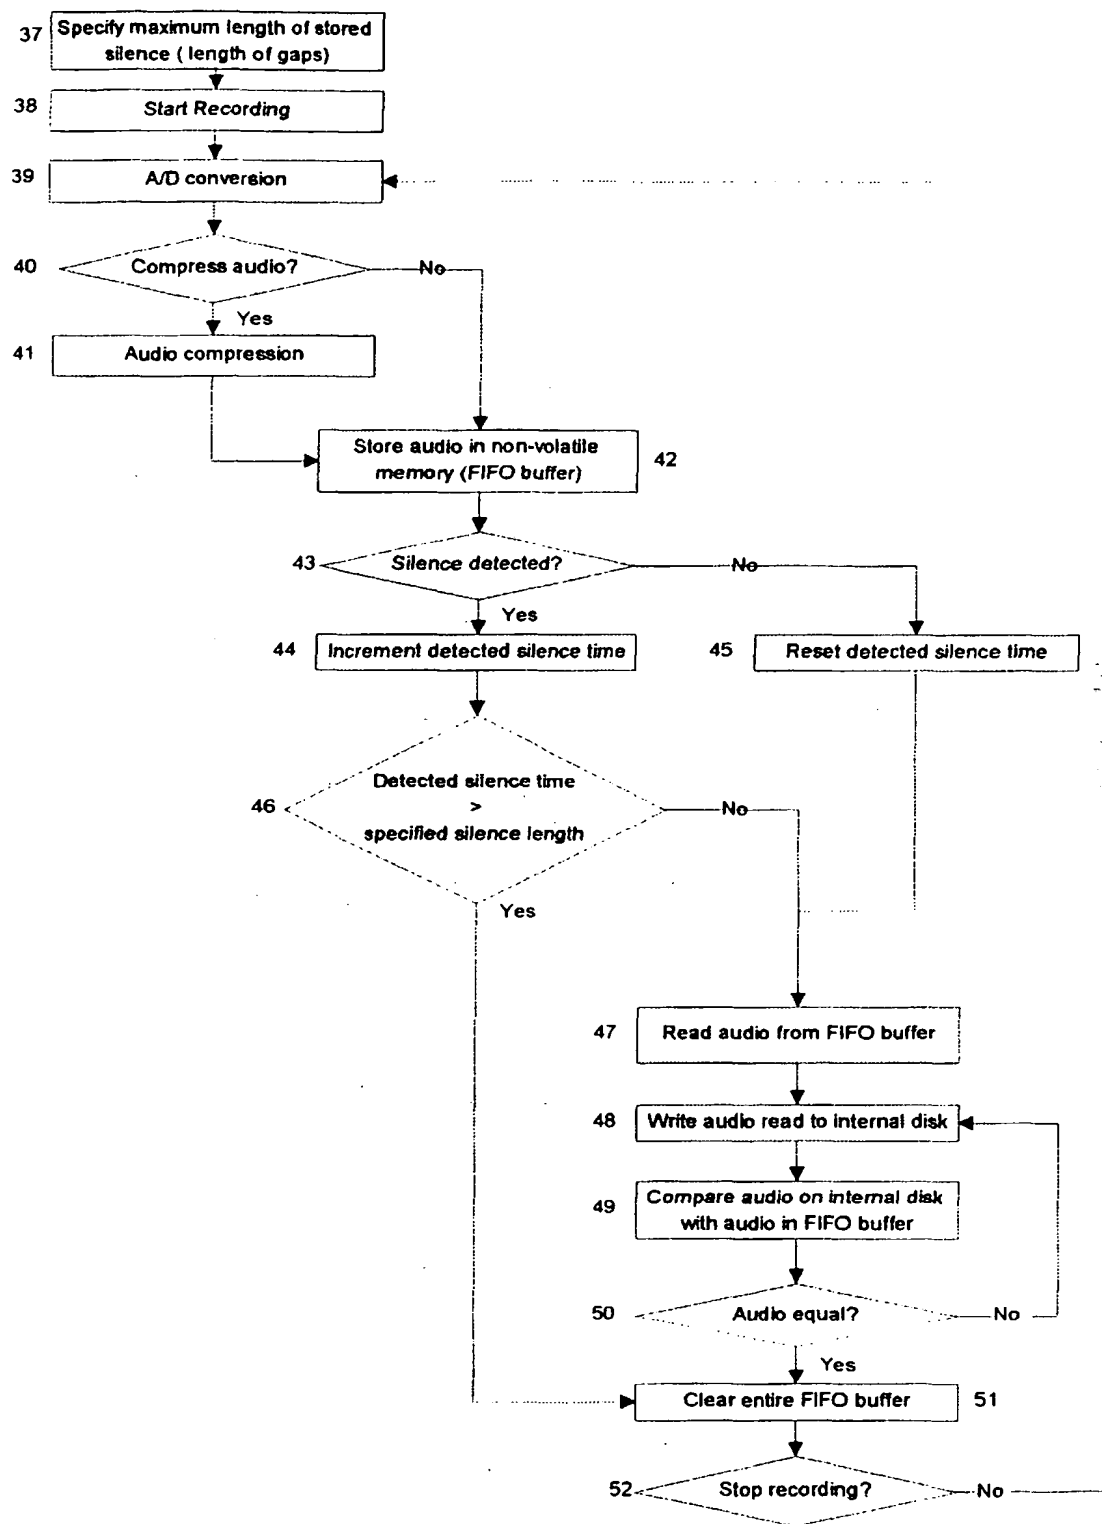 37 Specify maximum length of stored
silence ( length of gaps)
38 Start Recording
39 A/D conversion
40 Compress audio? No
Yes
41 Audio compression
Store audio in non-volatile
memory (FIFO buffer) 42
43 Silence detected? No
Yes
44 Increment detected silence time 45 Reset detected silence time
Detected silence time
46 > No
specified silence length
Yes
47 Read audio from FIFO buffer
48 Write audio read to internal disk
49 Compare audio on internal disk
with audio in FIFO buffer
50 Audio equal? No
Yes
Clear entire FIFO buffer 51
52 Stop recording? No